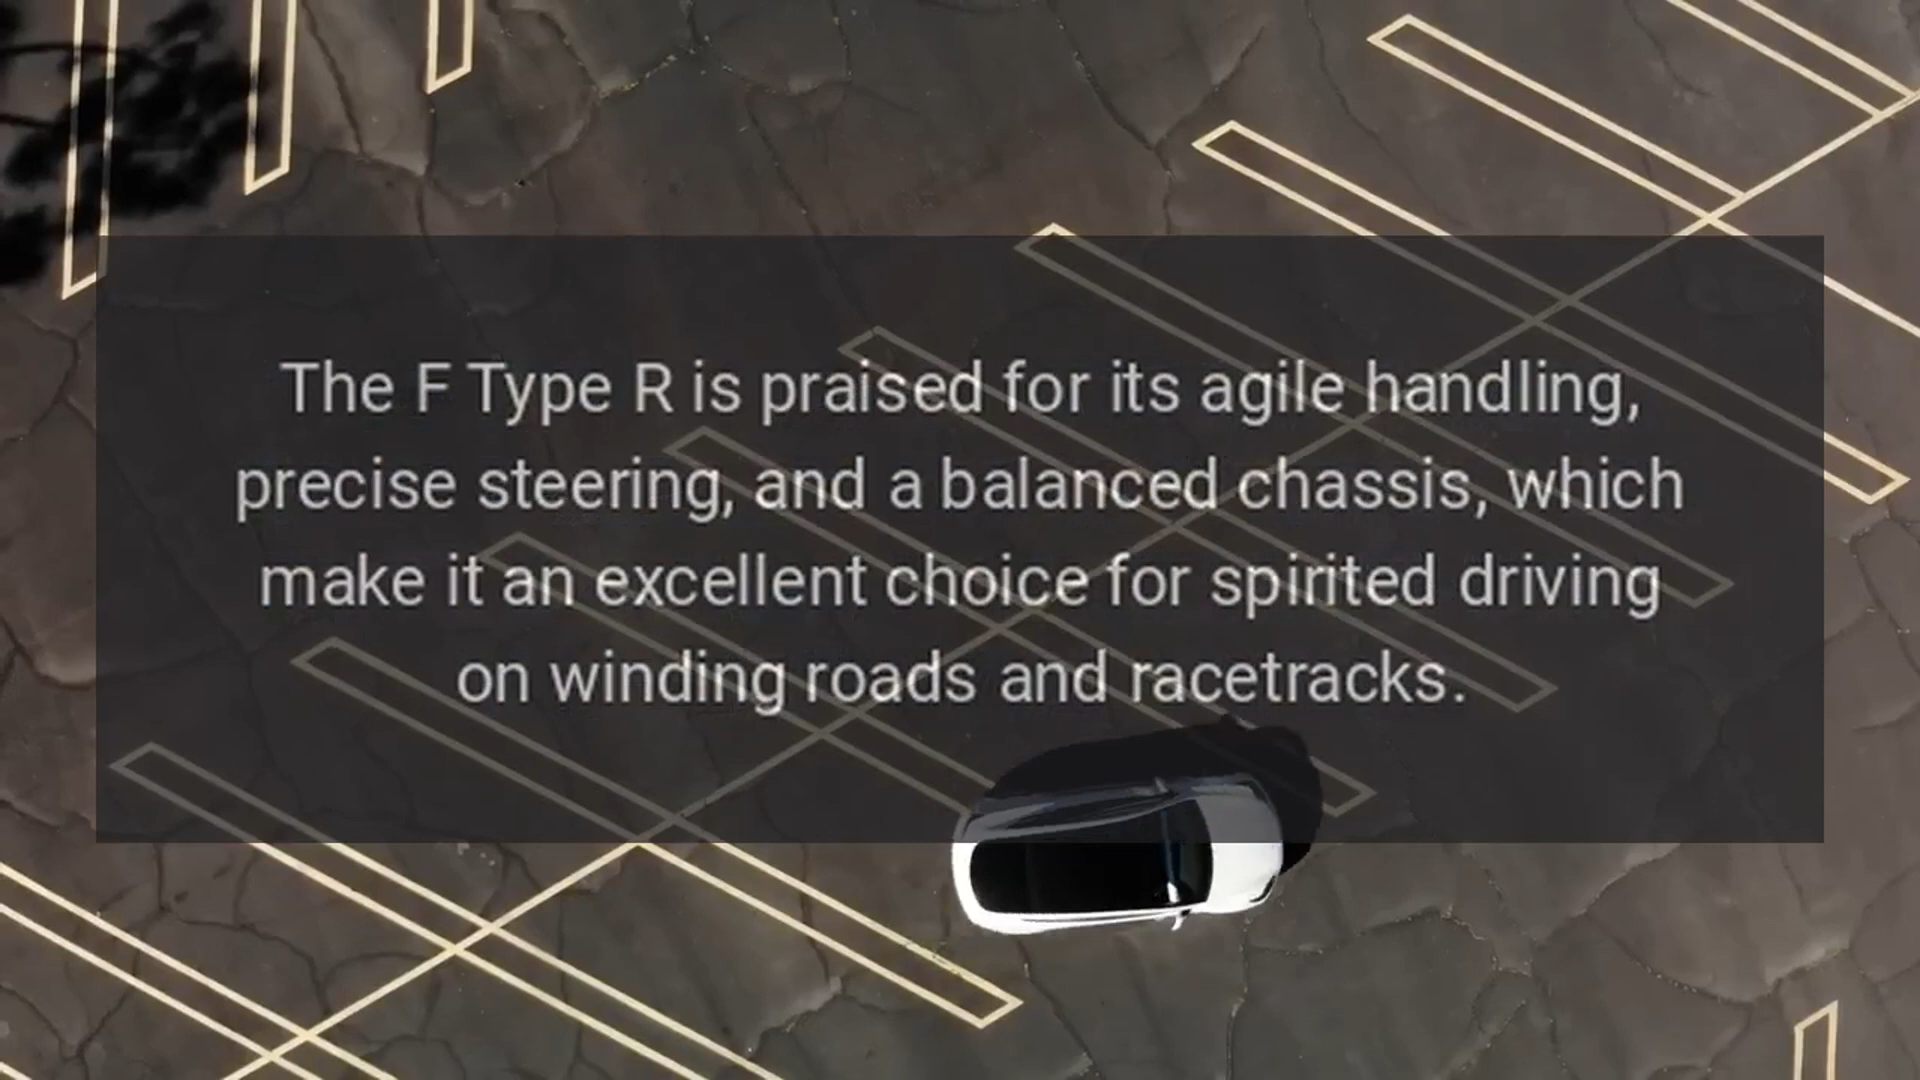 The F Type R is praised for its agile handling,
precise steering, and a balanced chassis, which
make it an excellent choice for spirited driving
on winding roads and racetracks.